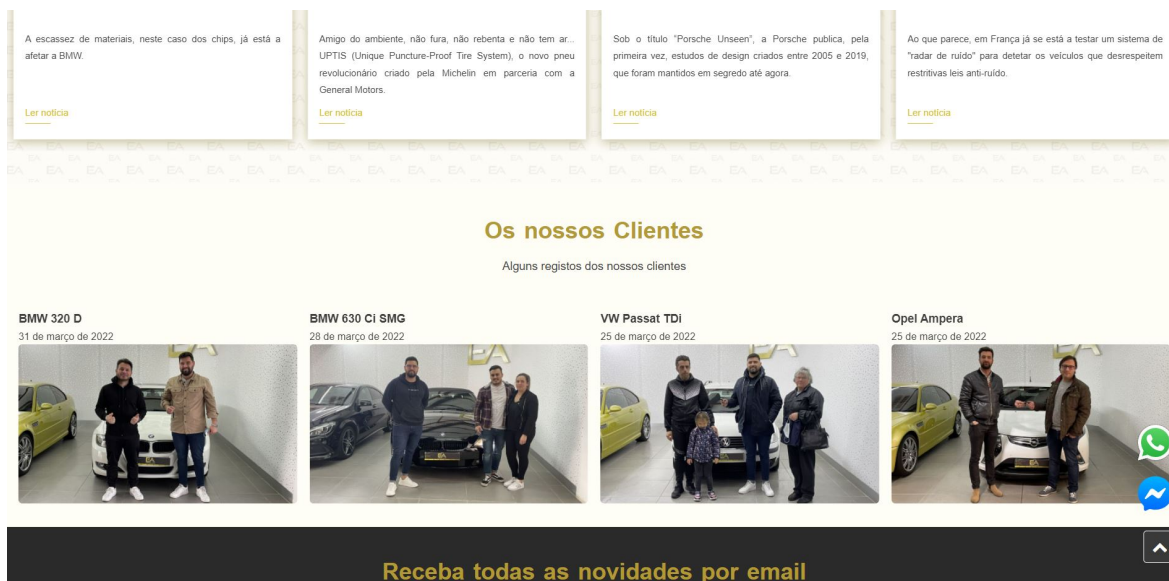 A escassez de materiais, neste caso dos chips, já está a
afetar a BMW.
Ler notícia
Amigo do ambiente, não fura, não rebenta e não tem ar...
UPTIS (Unique Puncture-Proof Tire System), o novo pneu
revolucionário criado pela Michelin em parceria com a
General Motors.
Ler notícia
Sob o título "Porsche Unseen", a Porsche publica, pela
primeira vez, estudos de design criados entre 2005 e 2019,
que foram mantidos em segredo até agora.
Ler notícia
Ao que parece, em França já se está a testar um sistema de
"radar de ruído" para detetar os veículos que desrespeitem
restritivas leis anti-ruído.
Ler notícia
Os nossos Clientes
Alguns registos dos nossos clientes
BMW 320 D
31 de março de 2022
BMW 630 Ci SMG
28 de março de 2022
VW Passat TDi
25 de março de 2022
Opel Ampera
25 de março de 2022
Receba todas as novidades por email